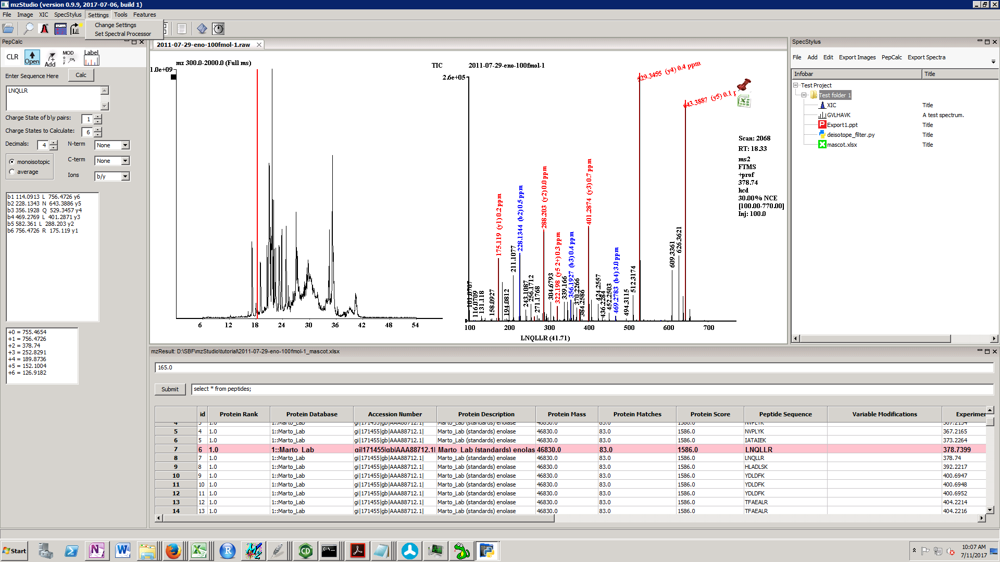 mzStudio (version 0.9.9, 2017-07-06, build 1)
File Image XIC SpecStylus Settings Tools Features
Change Settings
Set Spectral Processor
PepCalc
CLR Open Add MOD Label
Enter Sequence Here Calc
LNQLLR
Charge State of b\y pairs: 1
Charge States to Calculate: 6
Decimals: 4 N-term None
monoisotopic C-term None
average Ions b/y
b1 114.0913 L 756.4726 y6
b2 228.1343 N 643.3886 y5
b3 356.1928 Q 529.3457 y4
b4 469.2769 L 401.2871 y3
b5 582.361 L 288.203 y2
b6 756.4726 R 175.119 y1
+0 = 755.4654
+1 = 756.4726
+2 = 378.74
+3 = 252.8291
+4 = 189.8736
+5 = 152.1004
+6 = 126.9182
2011-07-29-eno-100fmol-1.raw
mz 300.0-2000.0 (Full ms) TIC
1.0e+09
6 12 18 24 30 36 42 48 54
2011-07-29-eno-100fmol-1
2.6e+05
529.3455 (y4) 0.4 ppm
643.3887 (y5) 0.1 p
175.119 (y1) 0.2 ppm
211.1077
228.1344 (b2) 0.5 ppm
288.203 (y2) 0.0 ppm
322.198 (y5 2+) 0.3 ppm
356.1927 (b3) 0.4 ppm
401.2874 (y3) 0.7 ppm
469.2783 (b4) 3.0 ppm
116.0709
131.118
158.0927
194.0812
243.1087
256.1712
271.1768
304.6793
339.166
370.2266
384.2586
424.2557
436.2284
452.2503
494.3115
512.3174
609.3361
626.3621
100 200 300 400 500 600 700
LNQLLR (41.71)
Scan: 2068
RT: 18.33
ms2
FTMS
+prof
378.74
hcd
30.00% NCE
[100.00-770.00]
Inj: 100.0
SpecStylus
File Add Edit Export Images PepCalc Export Spectra
Infobar Title
Test Project
Test folder 1
XIC Title
GVLHAVK A test spectrum.
Export1.ppt Title
deisotope_filter.py Title
mascot.xlsx Title
mzResult: D:\SBF\mzStudio\tutorial\2011-07-29-eno-100fmol-1_mascot.xlsx
165.0
Submit select * from peptides;
id Protein Rank Protein Database Accession Number Protein Description Protein Mass Protein Matches Protein Score Peptide Sequence Variable Modifications Experimen
4 3 1.0 1::Marto_Lab gi|171455|gb|AAA88712.1| Marto_Lab (standards) enolase 46830.0 83.0 1586.0 NVPLYK 367.2154
5 4 1.0 1::Marto_Lab gi|171455|gb|AAA88712.1| Marto_Lab (standards) enolase 46830.0 83.0 1586.0 NVPLYK 367.2165
6 5 1.0 1::Marto_Lab gi|171455|gb|AAA88712.1| Marto_Lab (standards) enolase 46830.0 83.0 1586.0 IATAIEK 373.2264
7 6 1.0 1::Marto_Lab gi|171455|gb|AAA88712.1| Marto_Lab (standards) enolas 46830.0 83.0 1586.0 LNQLLR 378.7399
8 7 1.0 1::Marto_Lab gi|171455|gb|AAA88712.1| Marto_Lab (standards) enolase 46830.0 83.0 1586.0 LNQLLR 378.74
9 8 1.0 1::Marto_Lab gi|171455|gb|AAA88712.1| Marto_Lab (standards) enolase 46830.0 83.0 1586.0 HLADLSK 392.2217
10 9 1.0 1::Marto_Lab gi|171455|gb|AAA88712.1| Marto_Lab (standards) enolase 46830.0 83.0 1586.0 YDLDFK 400.6947
11 10 1.0 1::Marto_Lab gi|171455|gb|AAA88712.1| Marto_Lab (standards) enolase 46830.0 83.0 1586.0 YDLDFK 400.6948
12 11 1.0 1::Marto_Lab gi|171455|gb|AAA88712.1| Marto_Lab (standards) enolase 46830.0 83.0 1586.0 YDLDFK 400.6952
13 12 1.0 1::Marto_Lab gi|171455|gb|AAA88712.1| Marto_Lab (standards) enolase 46830.0 83.0 1586.0 TFAEALR 404.2214
14 13 1.0 1::Marto_Lab gi|171455|gb|AAA88712.1| Marto_Lab (standards) enolase 46830.0 83.0 1586.0 TFAEALR 404.2216
Start
10:07 AM
7/11/2017